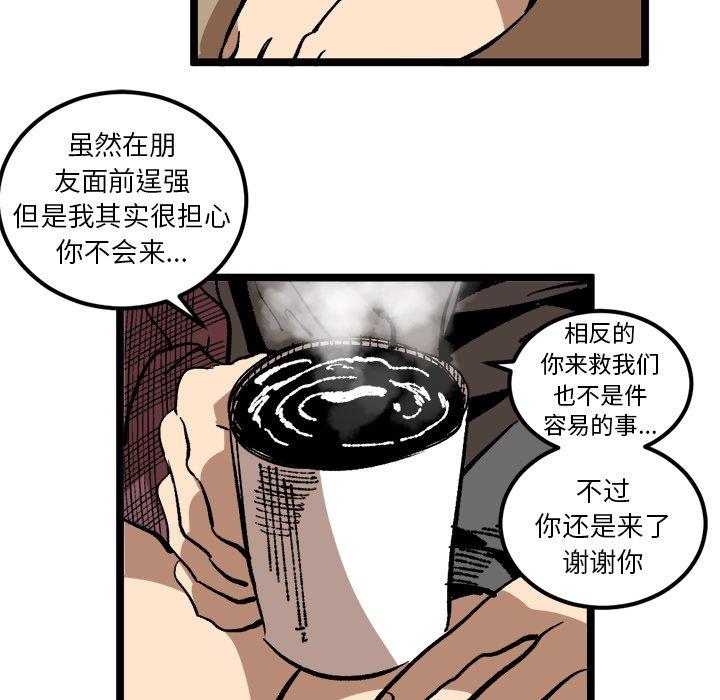 虽然在朋
友面前逞强
但是我其实很担心
你不会来...
相反的
你来救我们
也不是件
容易的事...
不过
你还是来了
谢谢你